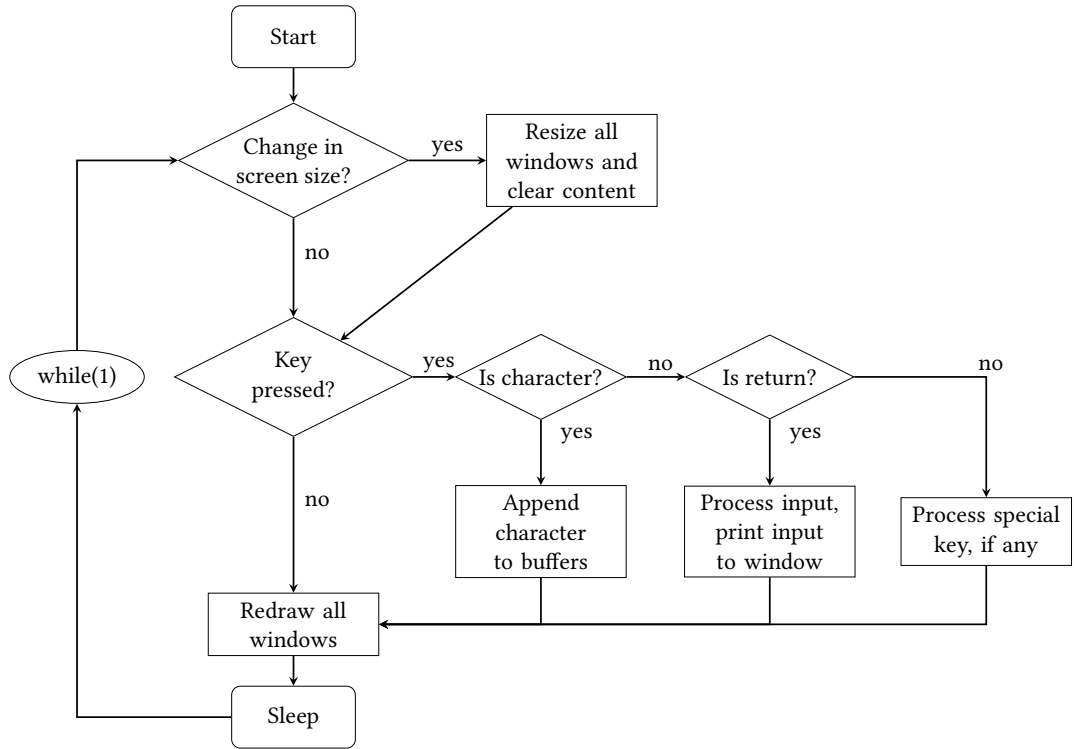 Start
Change in
screen size?
yes
Resize all
windows and
clear content
no
while(1)
Key
pressed?
yes
Is character?
no
Is return?
no
yes
yes
no
Append
character
to buffers
Process input,
print input
to window
Process special
key, if any
Redraw all
windows
Sleep